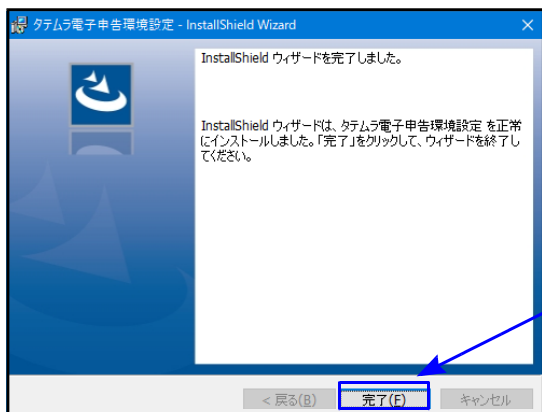 タテムラ電子申告環境設定 - InstallShield Wizard
InstallShield ウィザードを完了しました。
InstallShield ウィザードは、タテムラ電子申告環境設定 を正常
にインストールしました。「完了」をクリックして、ウィザードを終了し
てください。
< 戻る(B)
完了(F)
キャンセル